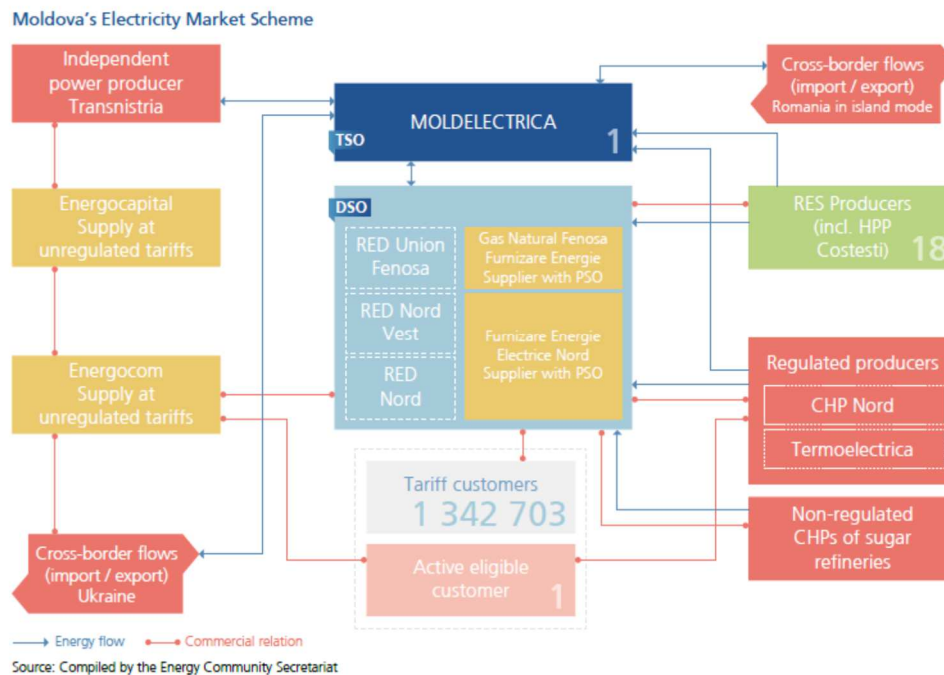 Moldova's Electricity Market Scheme
Independent
power producer
Transnistria
MOLDELECTRICA
1
TSO
Cross-border flows
(import / export)
Romania in island mode
Energocapital
Supply at
unregulated tariffs
DSO
RED Union
Fenosa
RED Nord
Vest
RED
Nord
Gas Natural Fenosa
Furnizare Energie
Supplier with PSO
Furnizare Energie
Electrice Nord
Supplier with PSO
RES Producers
(incl. HPP
Costesti)
18
Energocom
Supply at
unregulated tariffs
Regulated producers
CHP Nord
Termoelectrica
Tariff customers
1 342 703
Non-regulated
CHPs of sugar
refineries
Cross-border flows
(import / export)
Ukraine
Active eligible
customer
1
Energy flow
Commercial relation
Source: Compiled by the Energy Community Secretariat